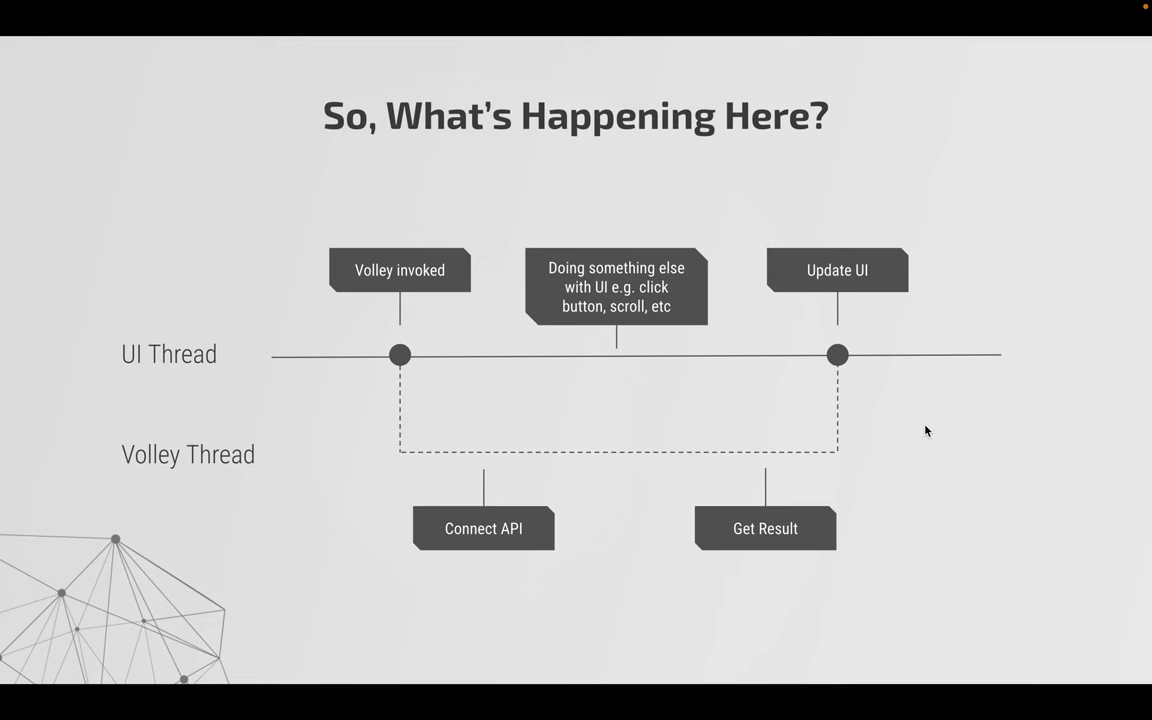 So, What's Happening Here?
Volley invoked
Doing something else
with UI e.g. click
button, scroll, etc
Update UI
UI Thread
Volley Thread
Connect API
Get Result